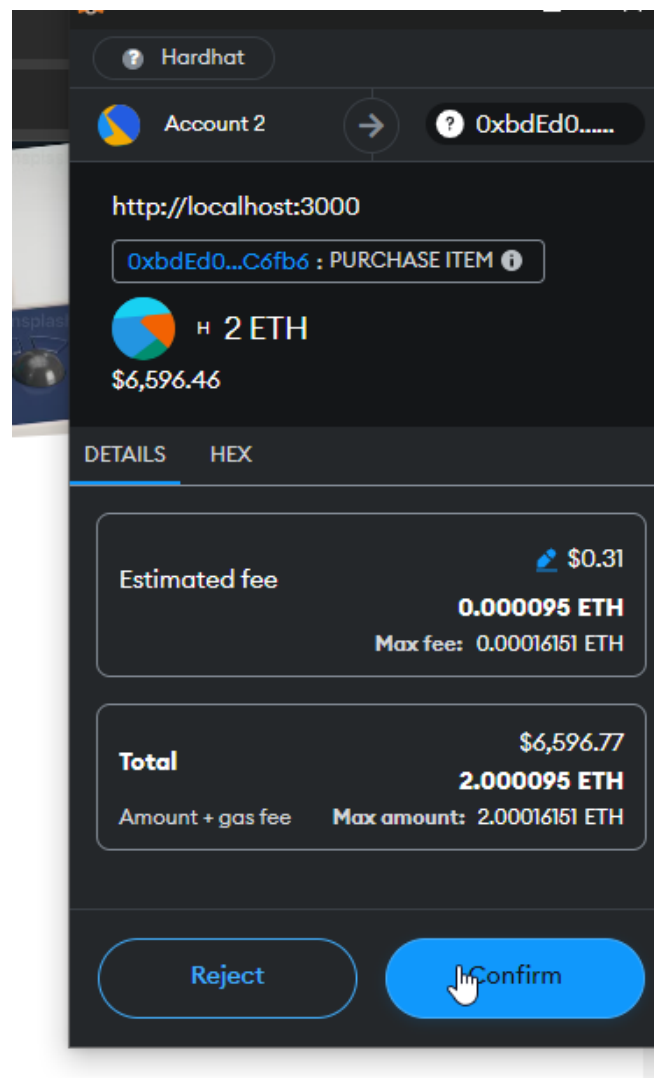 Hardhat
Account 2
0xbdEd0......
http://localhost:3000
0xbdEd0...C6fb6 : PURCHASE ITEM
H 2 ETH
$6,596.46
DETAILS HEX
Estimated fee
$0.31
0.000095 ETH
Max fee: 0.00016151 ETH
Total
$6,596.77
2.000095 ETH
Amount + gas fee Max amount: 2.00016151 ETH
Reject Confirm